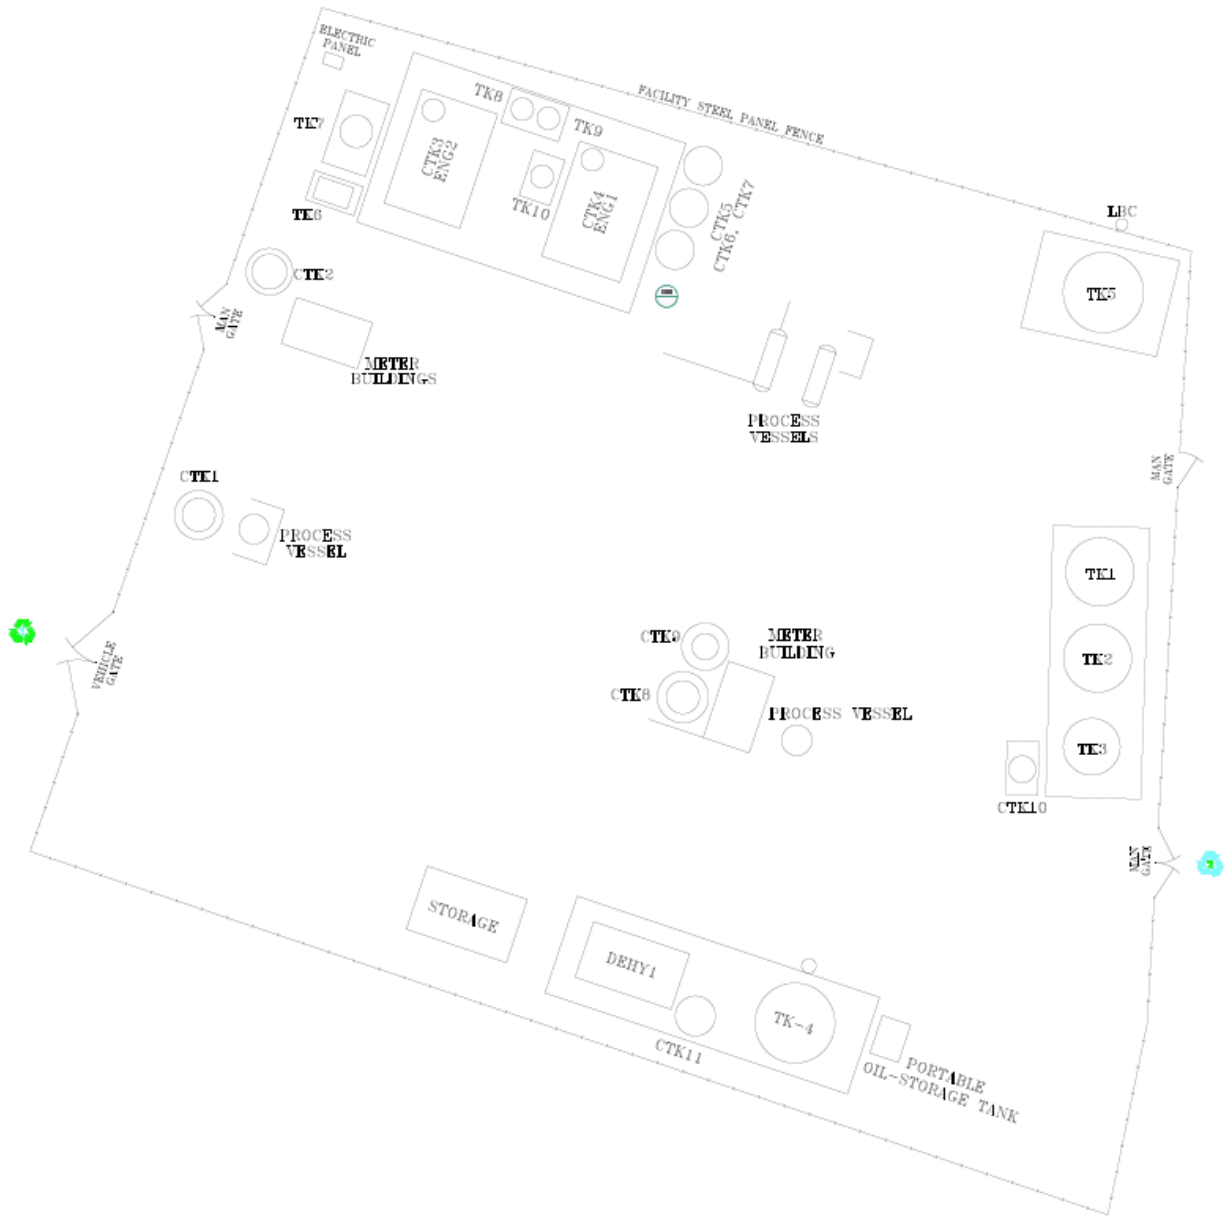 ELECTRIC
PANEL
FACILITY STEEL PANEL FENCE
TK8
TK9
TK7
CTK3
ENG2
TK10
CTK4
ENG1
CTK5
CTK6, CTK7
TK6
LBC
CTK2
TK5
MAN
GATE
METER
BUILDINGS
PROCESS
VESSELS
MAN
GATE
CTK1
PROCESS
VESSEL
TK1
CTK9
METER
BUILDING
VEHICLE
GATE
TK2
CTK8
PROCESS VESSEL
TK3
CTK10
MAN
GATE
STORAGE
DEHY1
TK-4
CTK11
PORTABLE
OIL-STORAGE TANK